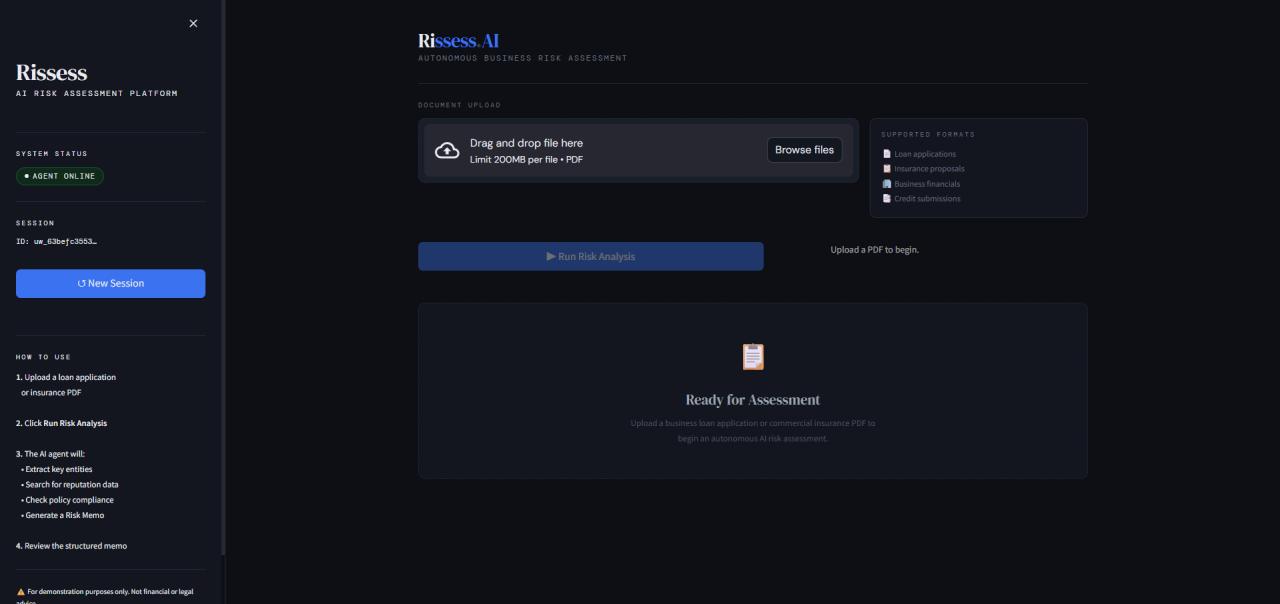 Rissess
AI RISK ASSESSMENT PLATFORM
SYSTEM STATUS
AGENT ONLINE
SESSION
ID: uw_63befc3553…
↺ New Session
HOW TO USE
1. Upload a loan application
or insurance PDF
2. Click Run Risk Analysis
3. The AI agent will:
• Extract key entities
• Search for reputation data
• Check policy compliance
• Generate a Risk Memo
4. Review the structured memo
⚠ For demonstration purposes only. Not financial or legal
advice.
Rissess.AI
AUTONOMOUS BUSINESS RISK ASSESSMENT
DOCUMENT UPLOAD
Drag and drop file here
Limit 200MB per file • PDF
Browse files
SUPPORTED FORMATS
Loan applications
Insurance proposals
Business financials
Credit submissions
▶ Run Risk Analysis
Upload a PDF to begin.
Ready for Assessment
Upload a business loan application or commercial insurance PDF to
begin an autonomous AI risk assessment.